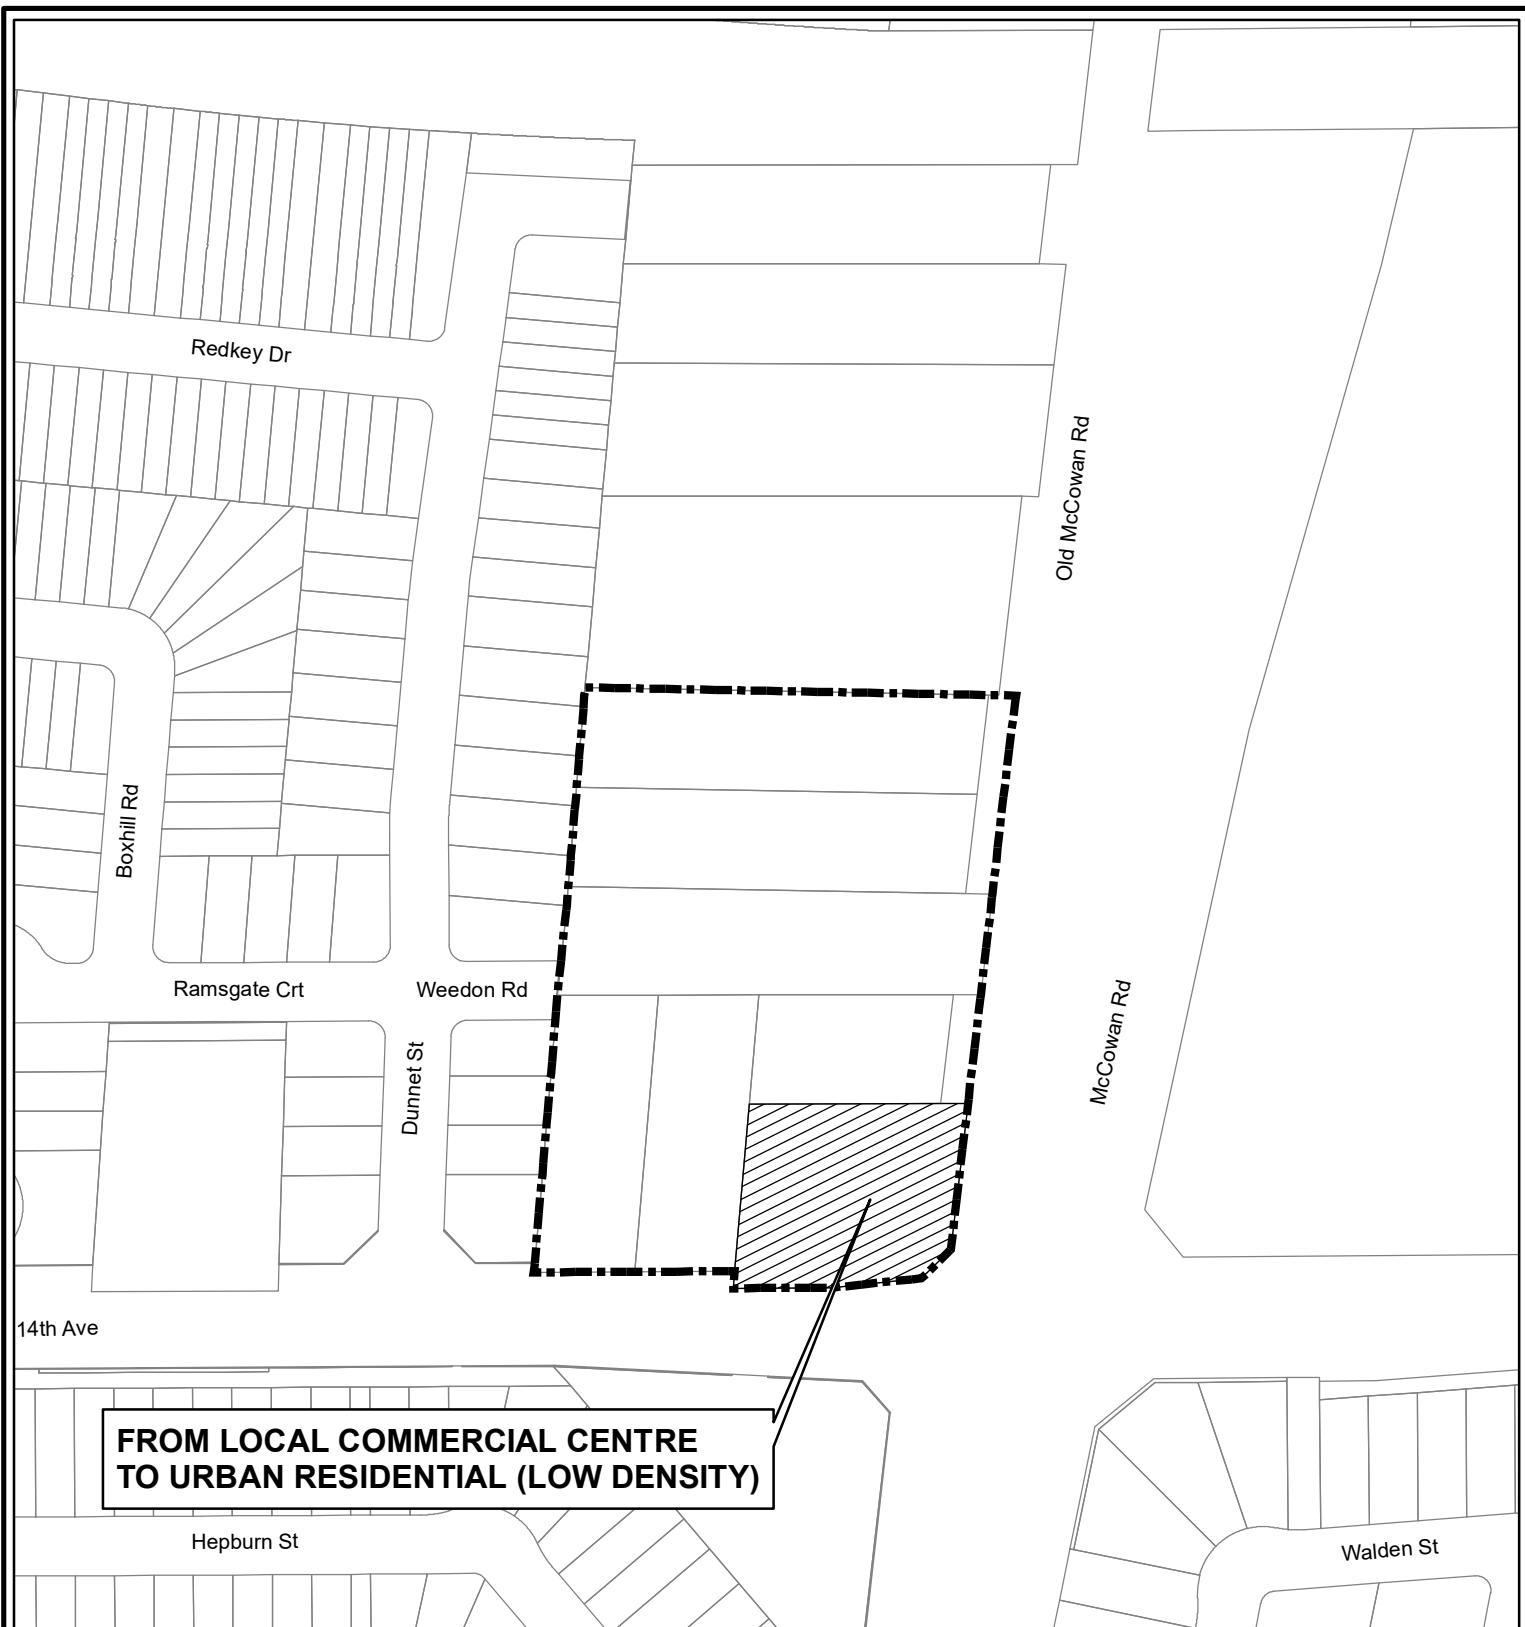 Redkey Dr
Old McCowan Rd
Boxhill Rd
Ramsgate Crt
Weedon Rd
McCowan Rd
Dunnet St
14th Ave
FROM LOCAL COMMERCIAL CENTRE
TO URBAN RESIDENTIAL (LOW DENSITY)
Hepburn St
Walden St